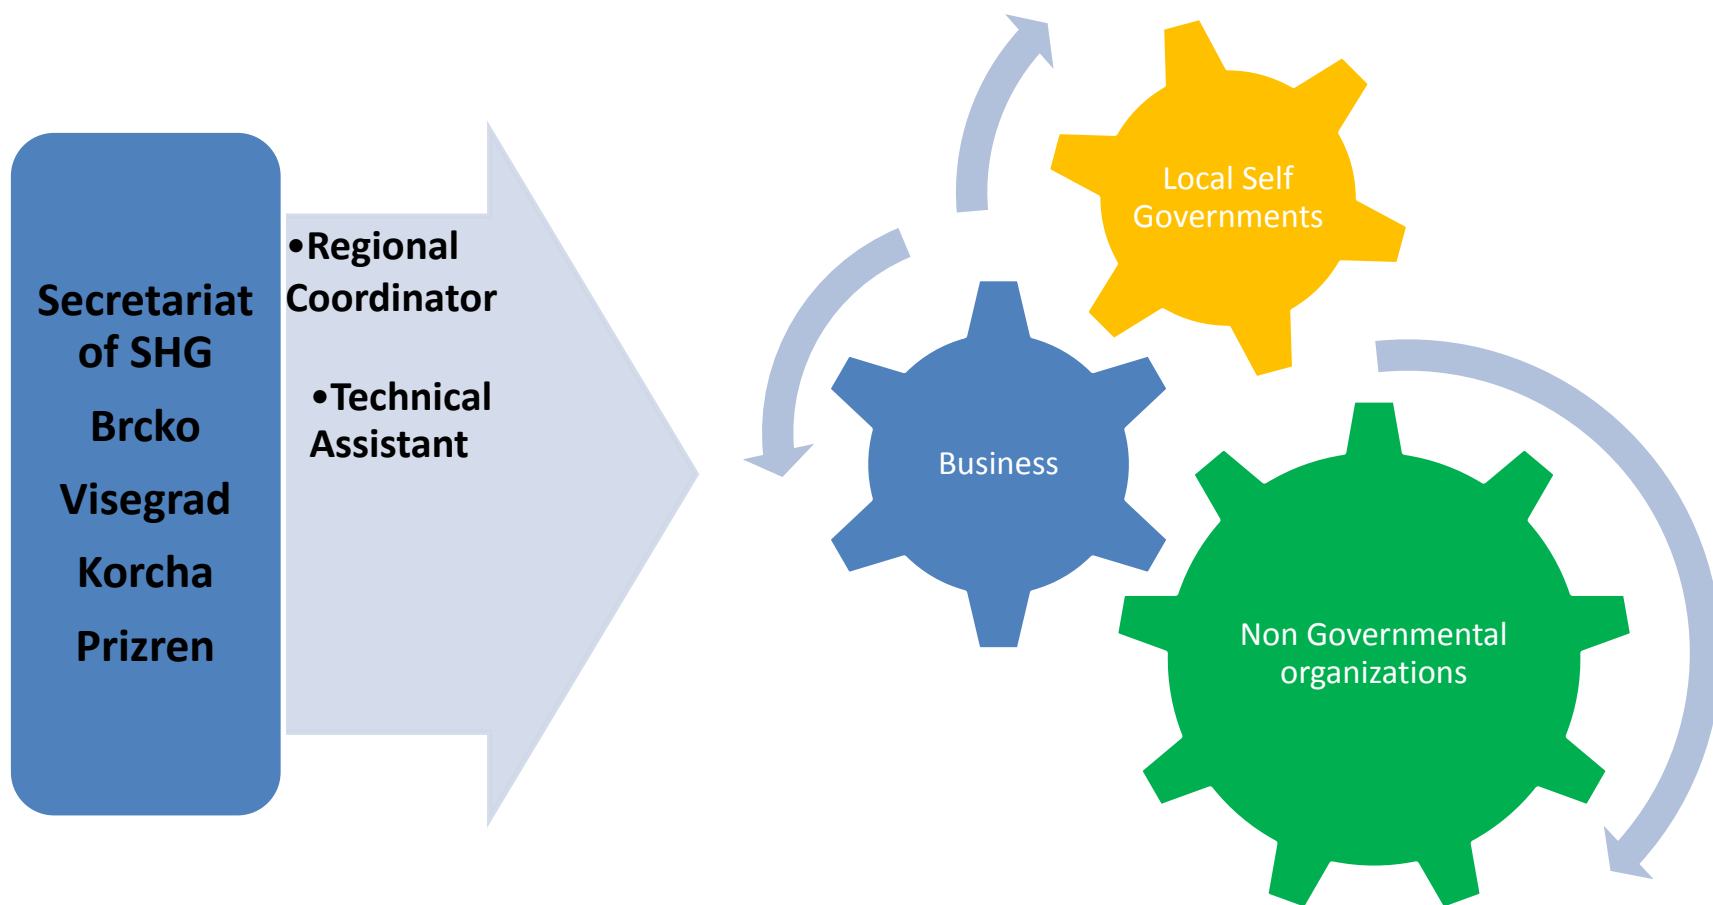 Secretariat
of SHG
Brcko
Visegrad
Korcha
Prizren
•Regional
Coordinator
•Technical
Assistant
Local Self
Governments
Business
Non Governmental
organizations